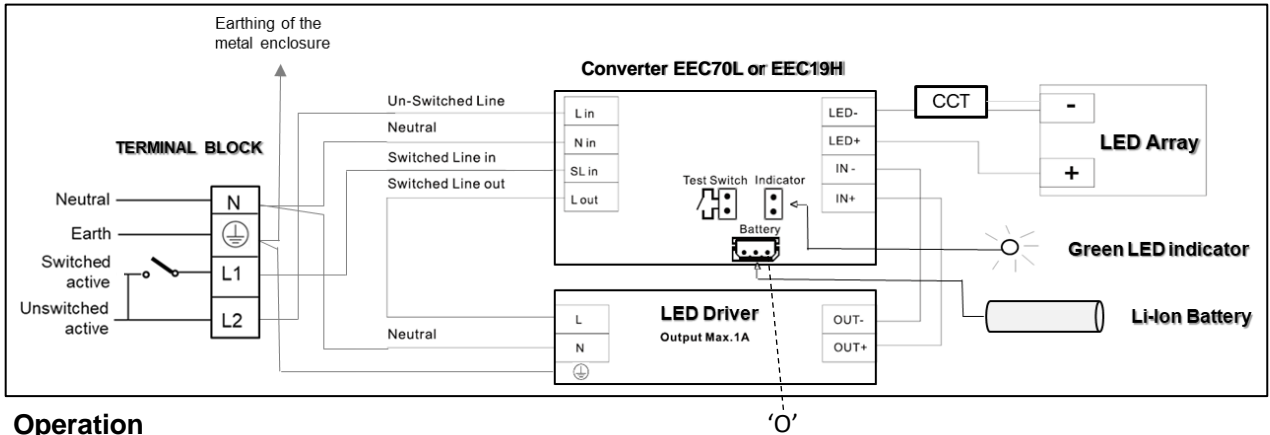 Earthing of the
metal enclosure
Converter EEC70L or EEC19H
Un-Switched Line
Neutral
Switched Line in
Switched Line out
L in
N in
SL in
L out
LED-
LED+
IN -
IN+
CCT
-
+
LED Array
Test Switch
Indicator
Battery
TERMINAL BLOCK
Neutral
Earth
Switched
active
Unswitched
active
N
L1
L2
Green LED indicator
Li-Ion Battery
Neutral
L
N
LED Driver
Output Max.1A
OUT-
OUT+
Operation
‘O’